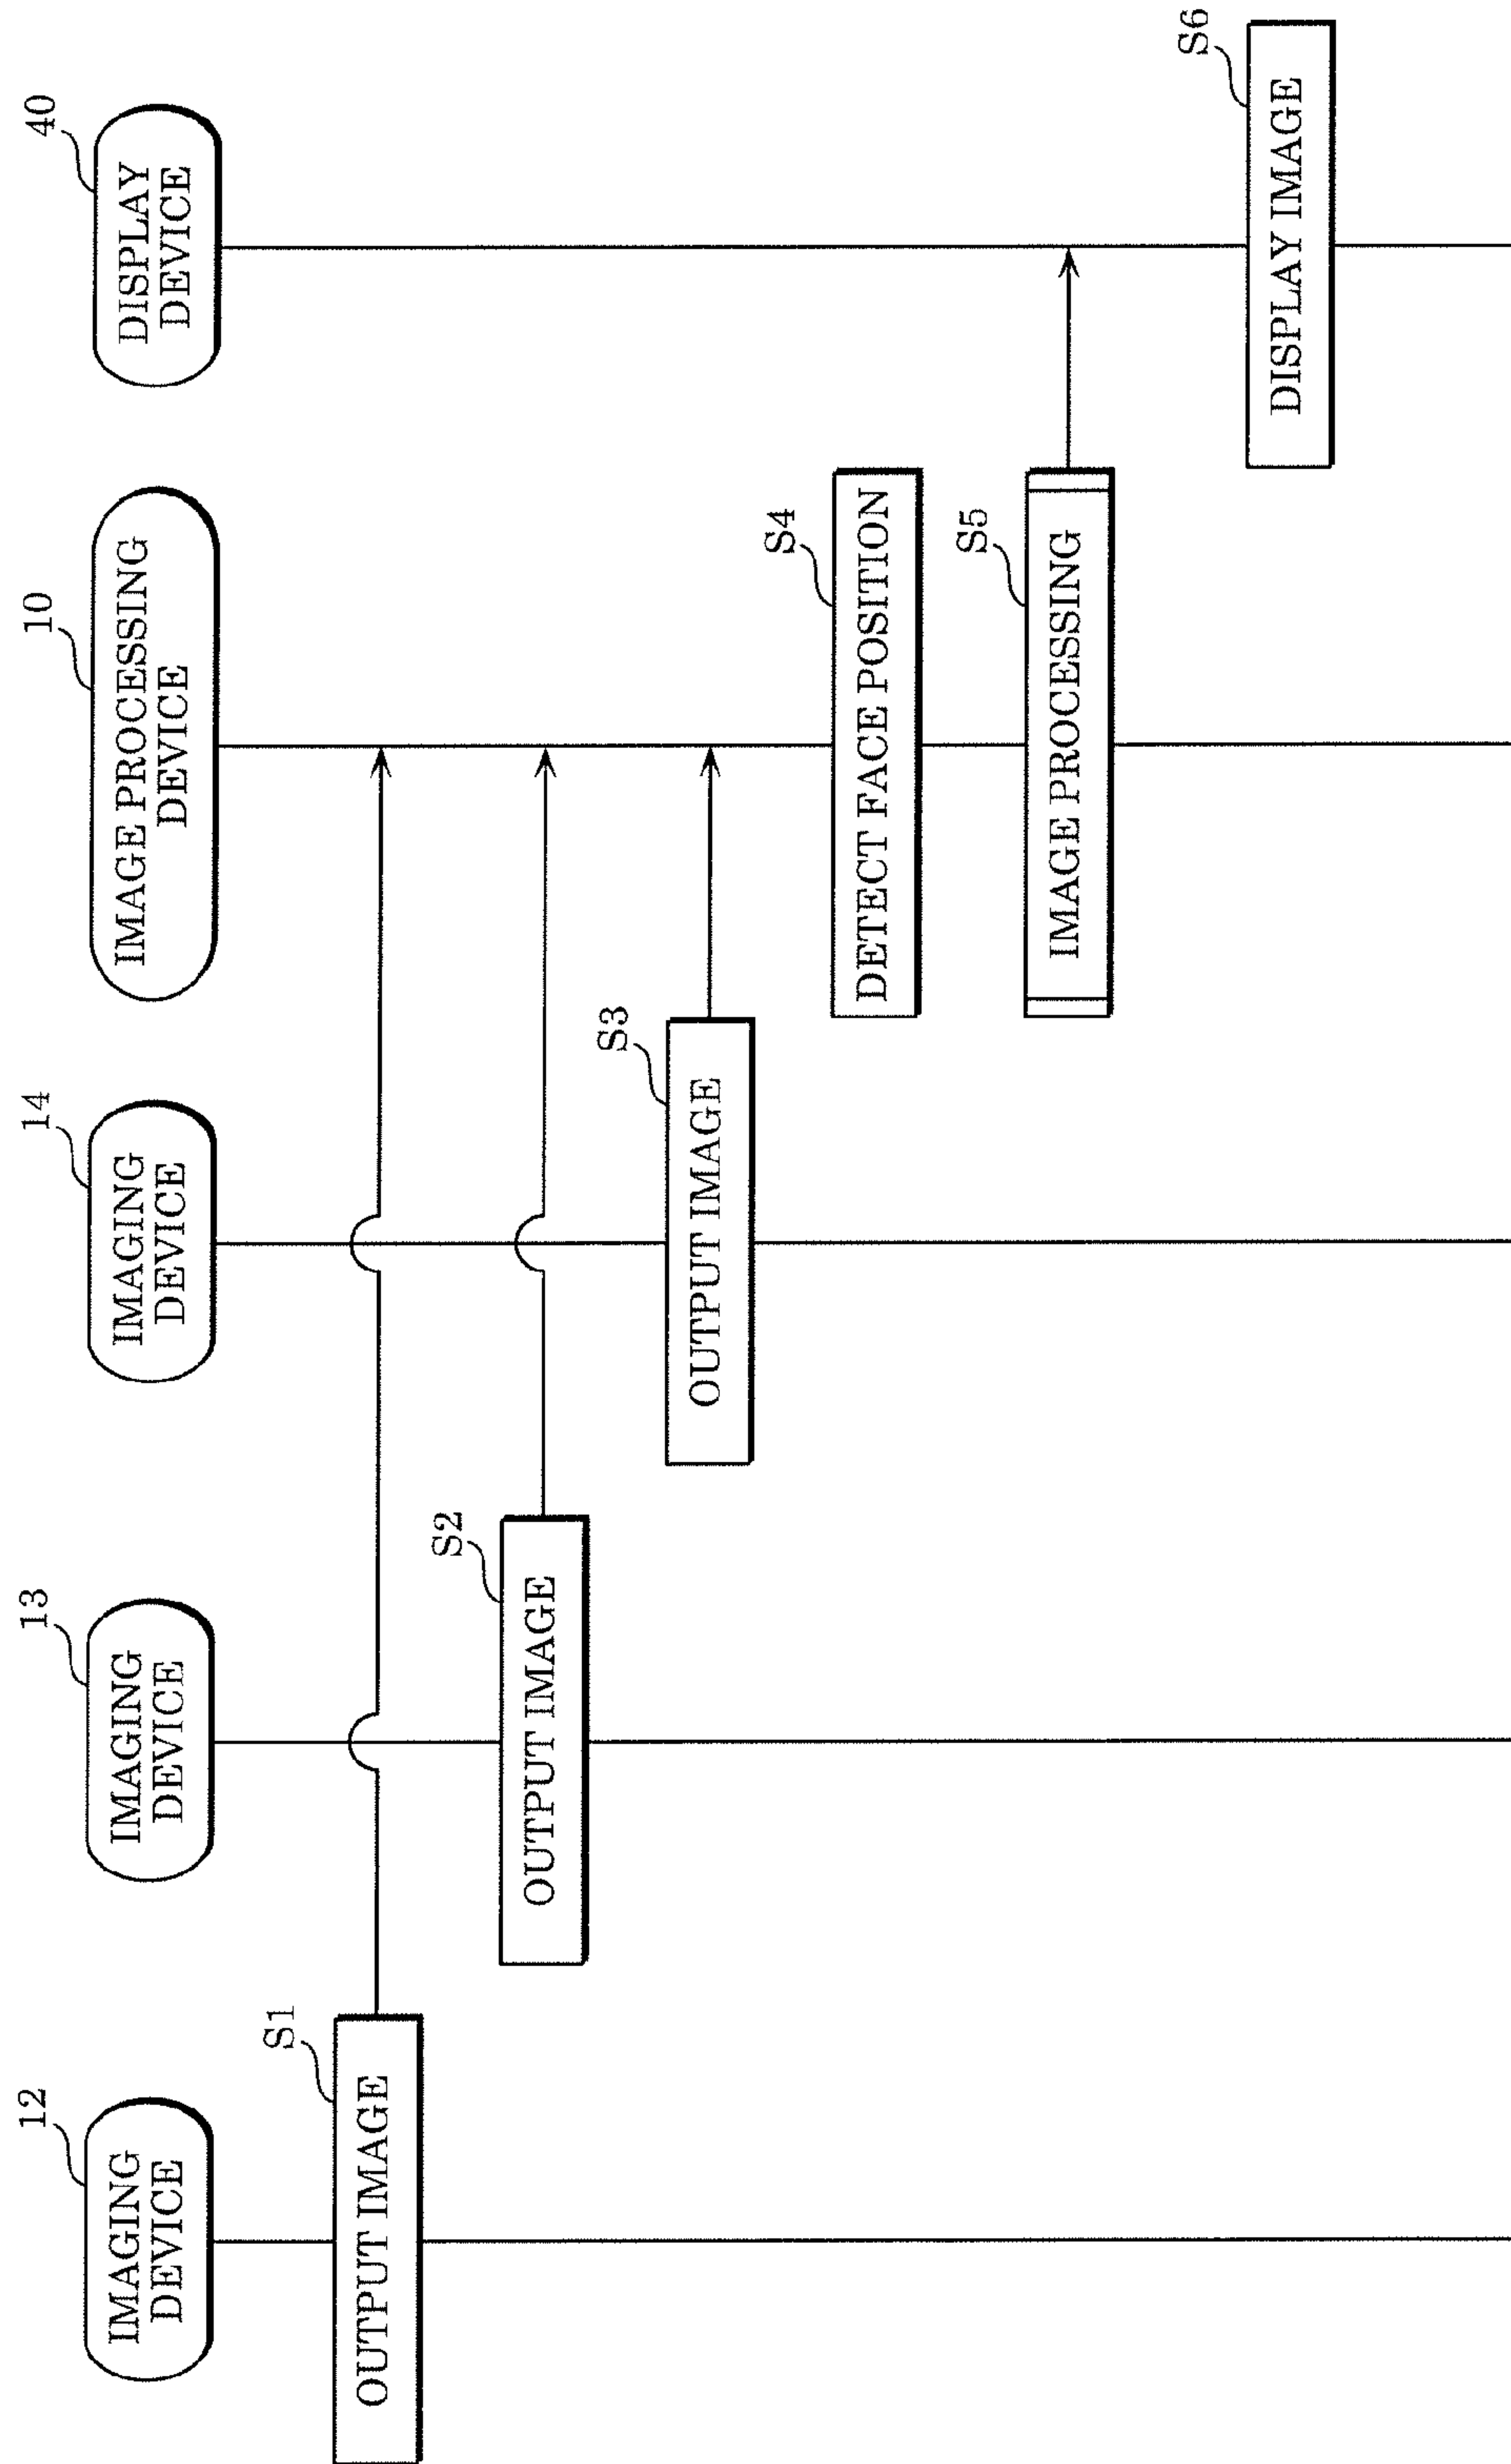 12
IMAGING
DEVICE
13
IMAGING
DEVICE
14
IMAGING
DEVICE
10
IMAGE PROCESSING
DEVICE
40
DISPLAY
DEVICE
S1
OUTPUT IMAGE
S2
OUTPUT IMAGE
S3
OUTPUT IMAGE
S4
DETECT FACE POSITION
S5
IMAGE PROCESSING
S6
DISPLAY IMAGE